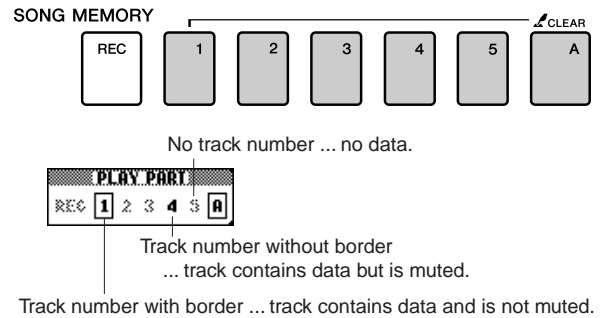 SONG MEMORY
CLEAR
REC 1 2 3 4 5 A
No track number ... no data.
PLAY PART
REC 1 2 3 4 5 A
Track number without border
... track contains data but is muted.
Track number with border ... track contains data and is not muted.